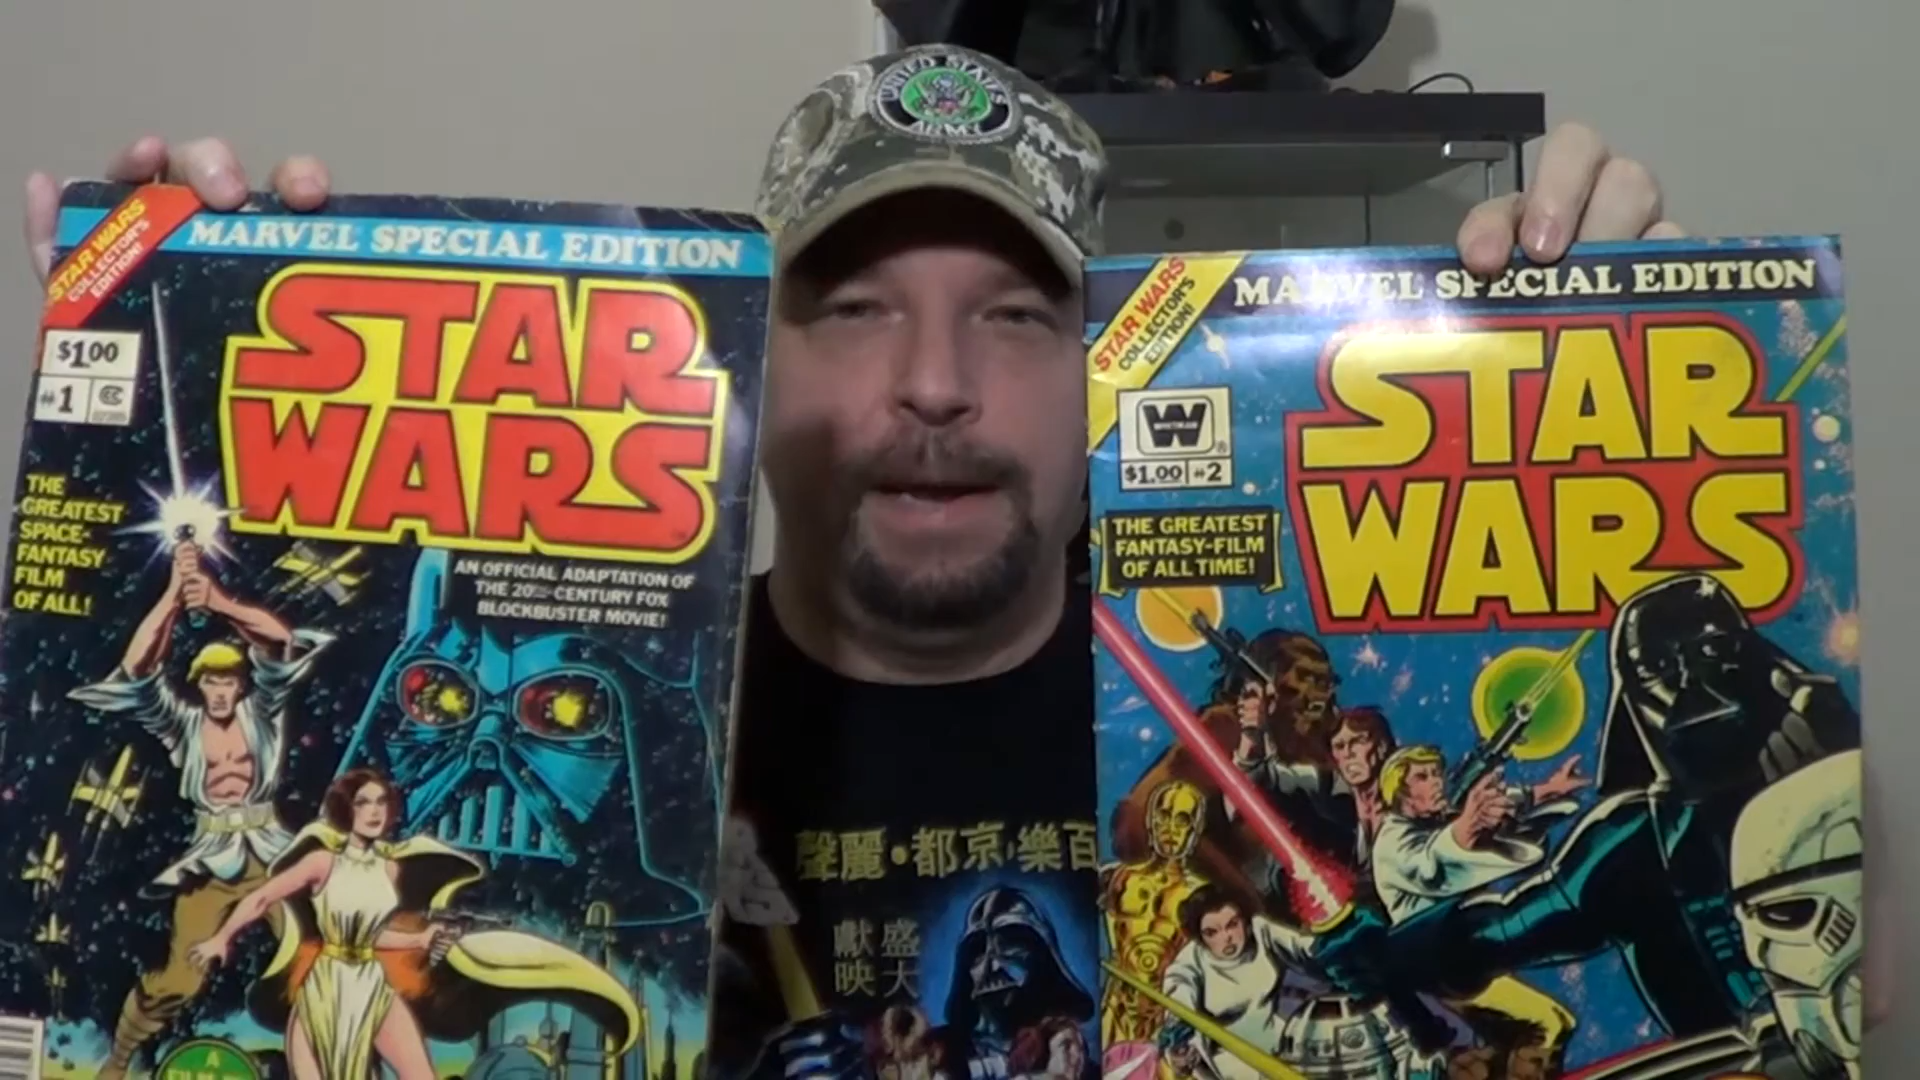 UNITED STATES
ARMY
STAR WARS
COLLECTOR'S
EDITION!
MARVEL SPECIAL EDITION
STAR
WARS
$1.00
#1
THE
GREATEST
SPACE-
FANTASY
FILM
OF ALL!
AN OFFICIAL ADAPTATION OF
THE 20TH-CENTURY FOX
BLOCKBUSTER MOVIE!
A
STAR WARS
COLLECTOR'S
EDITION!
MARVEL SPECIAL EDITION
STAR
WARS
W
WHITMAN
$1.00 #2
THE GREATEST
FANTASY-FILM
OF ALL TIME!
聲麗·都京·樂百
獻盛
映大